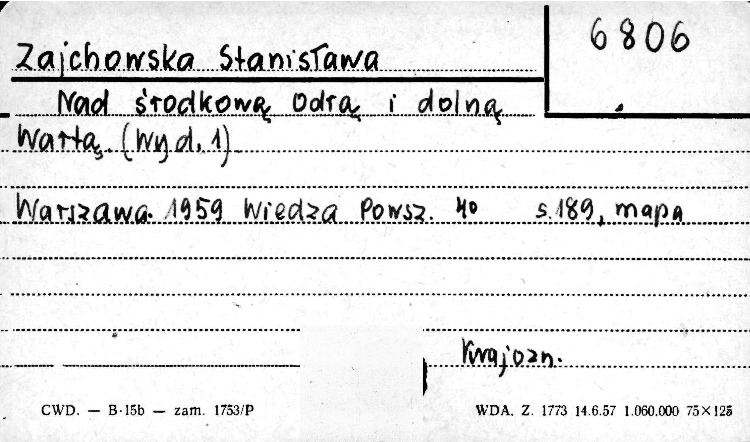 6806
Zajchowska Stanisława
Nad środkową Odrą i dolną
Wartą. (Wyd. 1)
Warszawa. 1959 Wiedza Powsz. 40 s. 189, mapa
Krajozn.
CWD. — B-15b — zam. 1753/P
WDA. Z. 1773 14.6.57 1.060.000 75×125